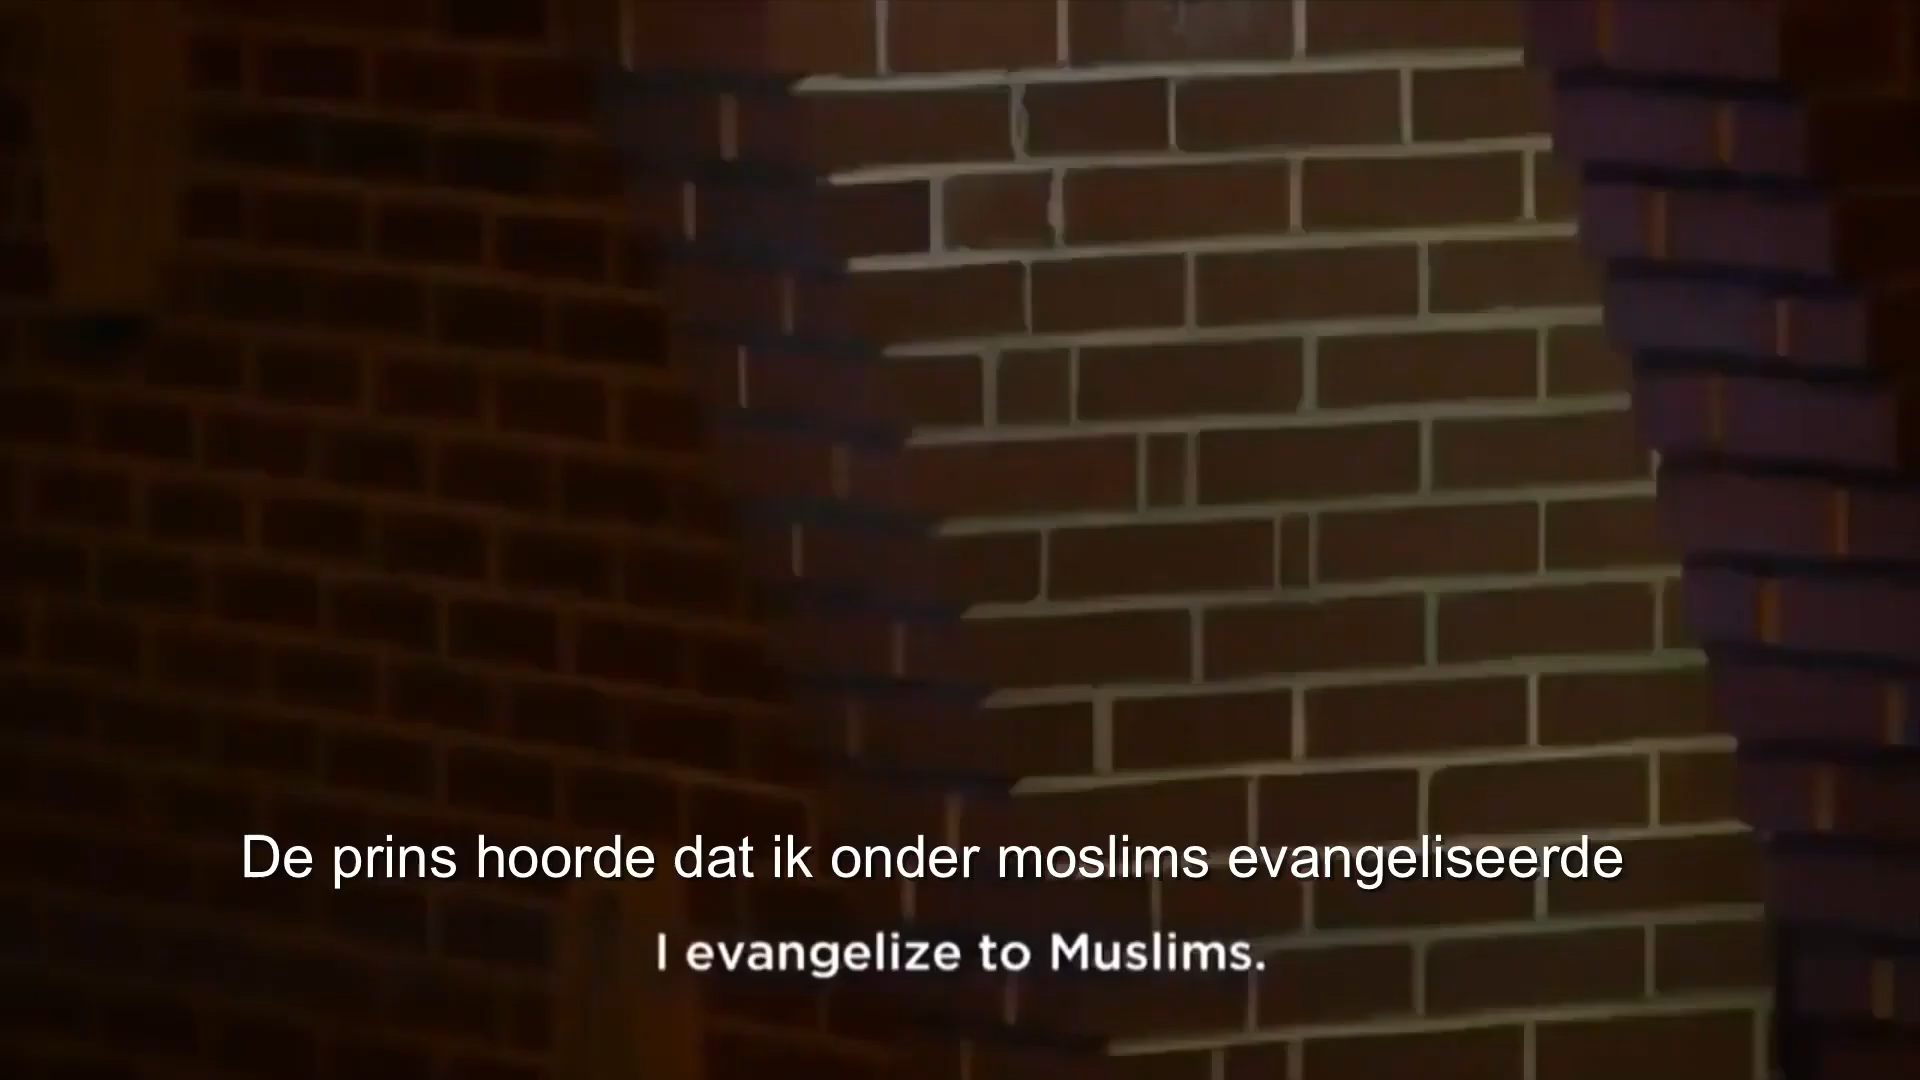 De prins hoorde dat ik onder moslims evangeliseerde
I evangelize to Muslims.